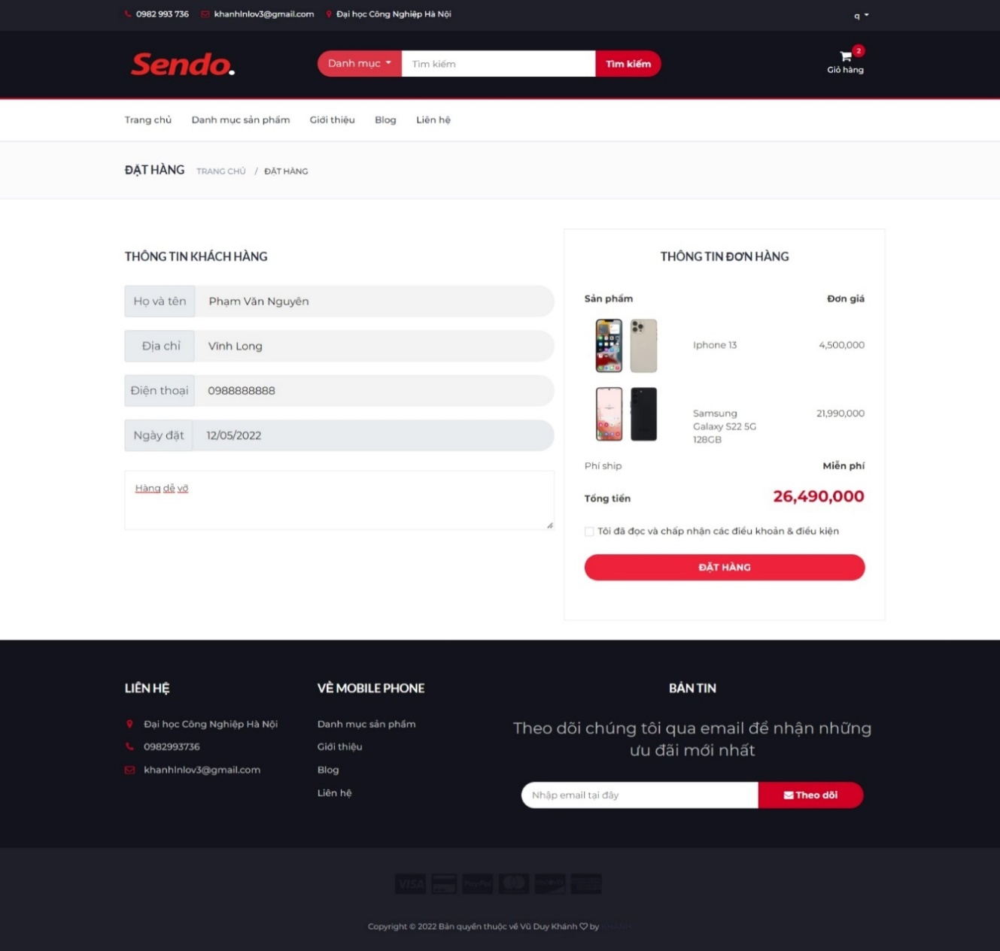 0982 993 736 khanhlnlov3@gmail.com Đại học Công Nghiệp Hà Nội q
Sendo. Danh mục Tìm kiếm Tìm kiếm 2
Giỏ hàng
Trang chủ Danh mục sản phẩm Giới thiệu Blog Liên hệ
ĐẶT HÀNG TRANG CHỦ / ĐẶT HÀNG
THÔNG TIN KHÁCH HÀNG
Họ và tên Phạm Văn Nguyên
Địa chỉ Vĩnh Long
Điện thoại 0988888888
Ngày đặt 12/05/2022
Hàng dễ vỡ
THÔNG TIN ĐƠN HÀNG
Sản phẩm Đơn giá
Iphone 13 4,500,000
Samsung 21,990,000
Galaxy S22 5G
128GB
Phí ship Miễn phí
Tổng tiền 26,490,000
Tôi đã đọc và chấp nhận các điều khoản & điều kiện
ĐẶT HÀNG
LIÊN HỆ
Đại học Công Nghiệp Hà Nội
0982993736
khanhlnlov3@gmail.com
VỀ MOBILE PHONE
Danh mục sản phẩm
Giới thiệu
Blog
Liên hệ
BẢN TIN
Theo dõi chúng tôi qua email để nhận những
ưu đãi mới nhất
Nhập email tại đây Theo dõi
VISA PayPal
Copyright © 2022 Bản quyền thuộc về Vũ Duy Khánh ♡ by